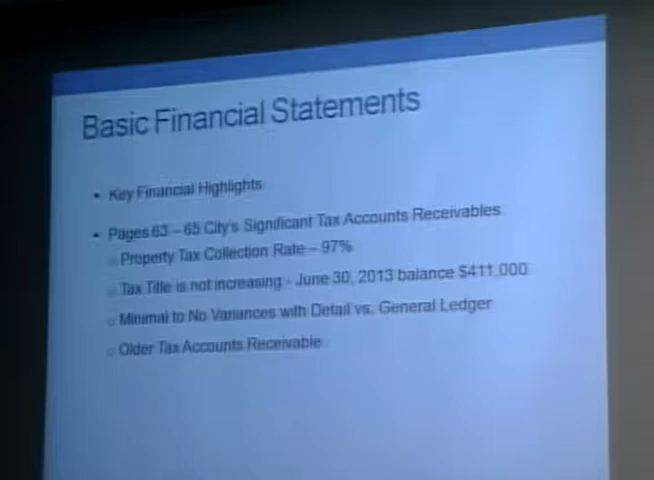 Basic Financial Statements
• Key Financial Highlights
• Pages 63 – 65 City's Significant Tax Accounts Receivables
○ Property Tax Collection Rate – 97%
○ Tax Title is not increasing - June 30, 2013 balance $411,000
○ Minimal to No Variances with Detail vs. General Ledger
○ Older Tax Accounts Receivable